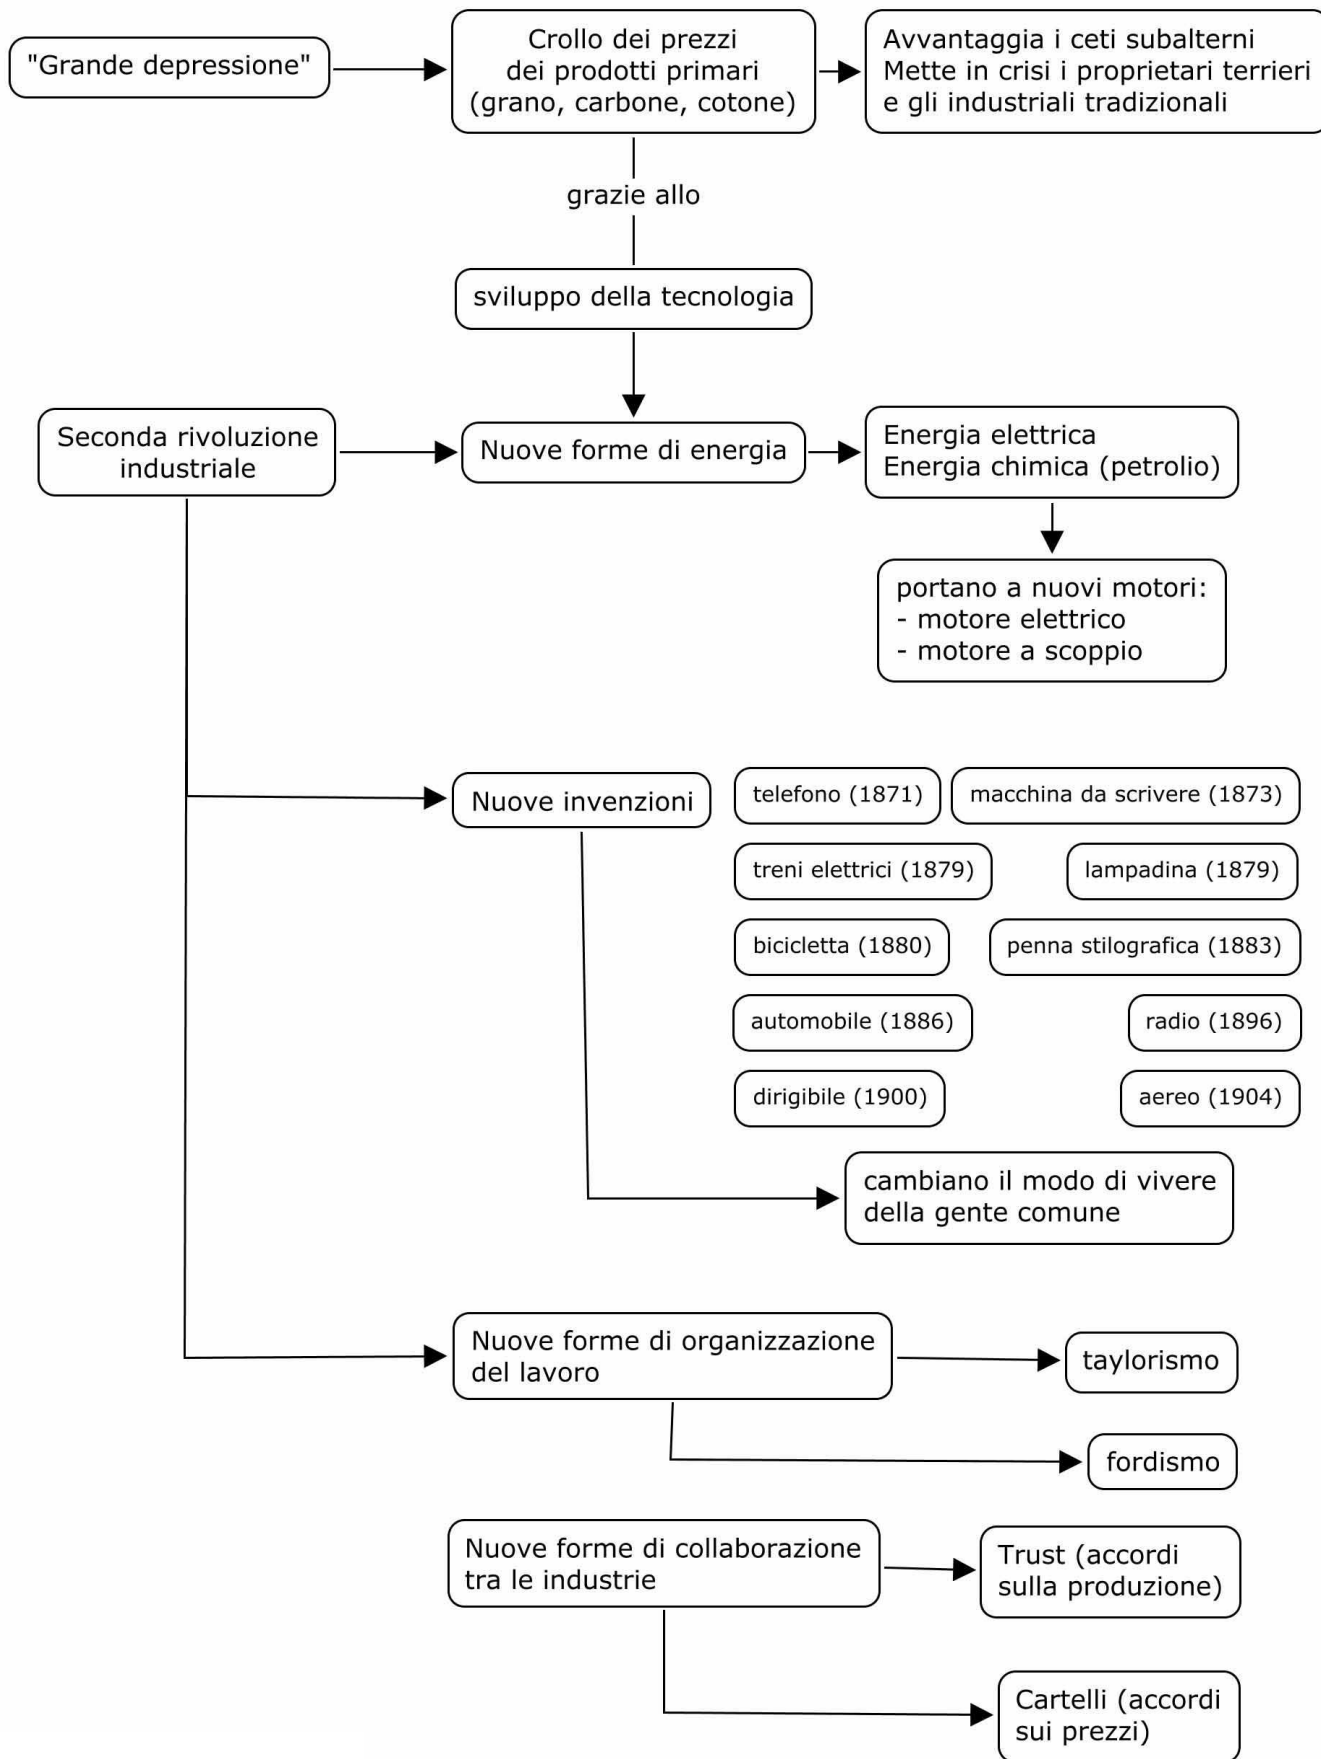 "Grande depressione"
Crollo dei prezzi
dei prodotti primari
(grano, carbone, cotone)
Avvantaggia i ceti subalterni
Mette in crisi i proprietari terrieri
e gli industriali tradizionali
grazie allo
sviluppo della tecnologia
Seconda rivoluzione
industriale
Nuove forme di energia
Energia elettrica
Energia chimica (petrolio)
portano a nuovi motori:
- motore elettrico
- motore a scoppio
Nuove invenzioni
telefono (1871)
macchina da scrivere (1873)
treni elettrici (1879)
lampadina (1879)
bicicletta (1880)
penna stilografica (1883)
automobile (1886)
radio (1896)
dirigibile (1900)
aereo (1904)
cambiano il modo di vivere
della gente comune
Nuove forme di organizzazione
del lavoro
taylorismo
fordismo
Nuove forme di collaborazione
tra le industrie
Trust (accordi
sulla produzione)
Cartelli (accordi
sui prezzi)